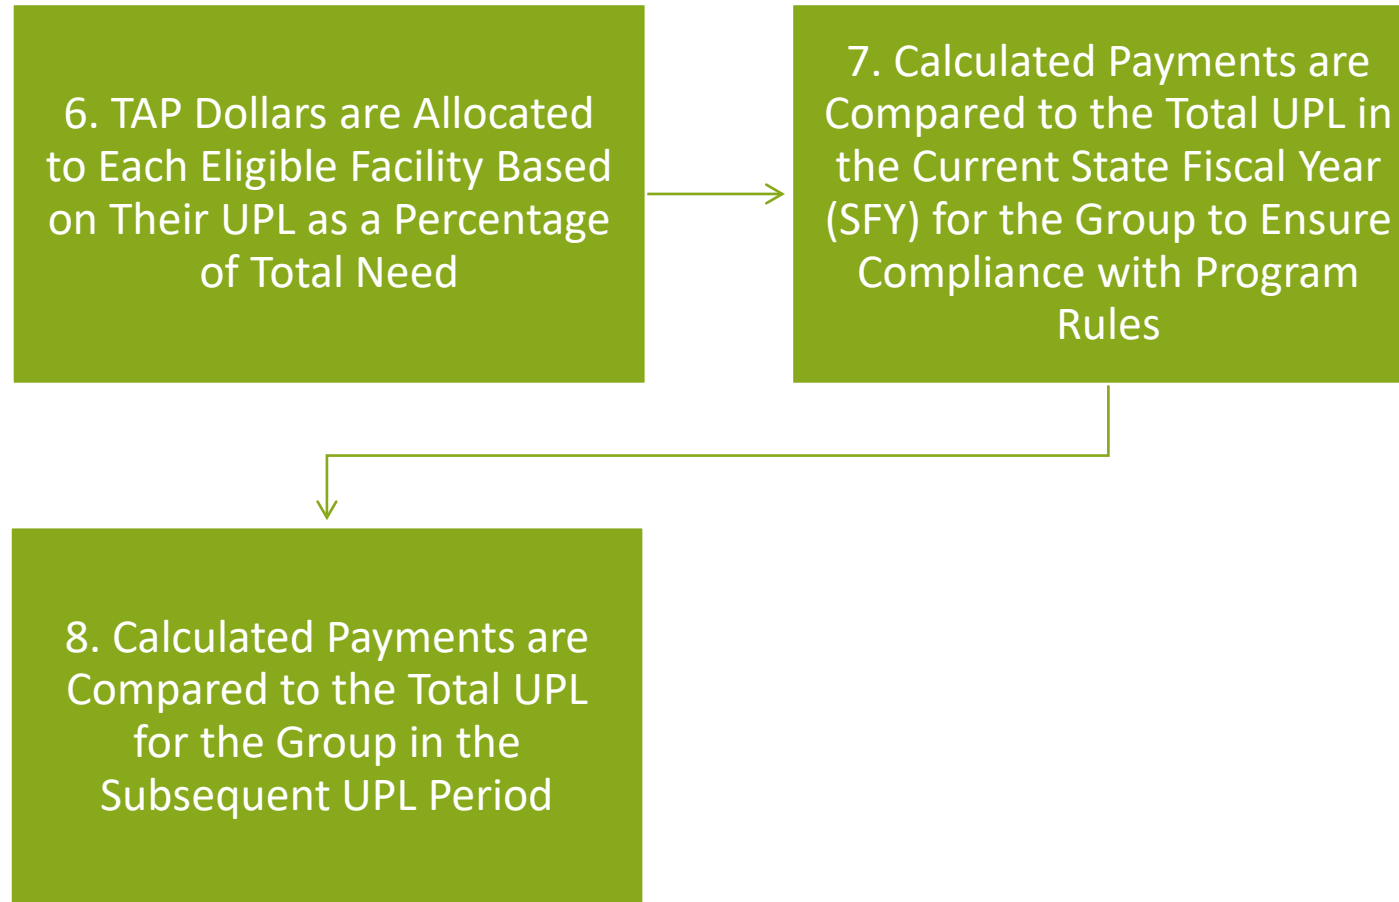 6. TAP Dollars are Allocated
to Each Eligible Facility Based
on Their UPL as a Percentage
of Total Need
7. Calculated Payments are
Compared to the Total UPL in
the Current State Fiscal Year
(SFY) for the Group to Ensure
Compliance with Program
Rules
8. Calculated Payments are
Compared to the Total UPL
for the Group in the
Subsequent UPL Period